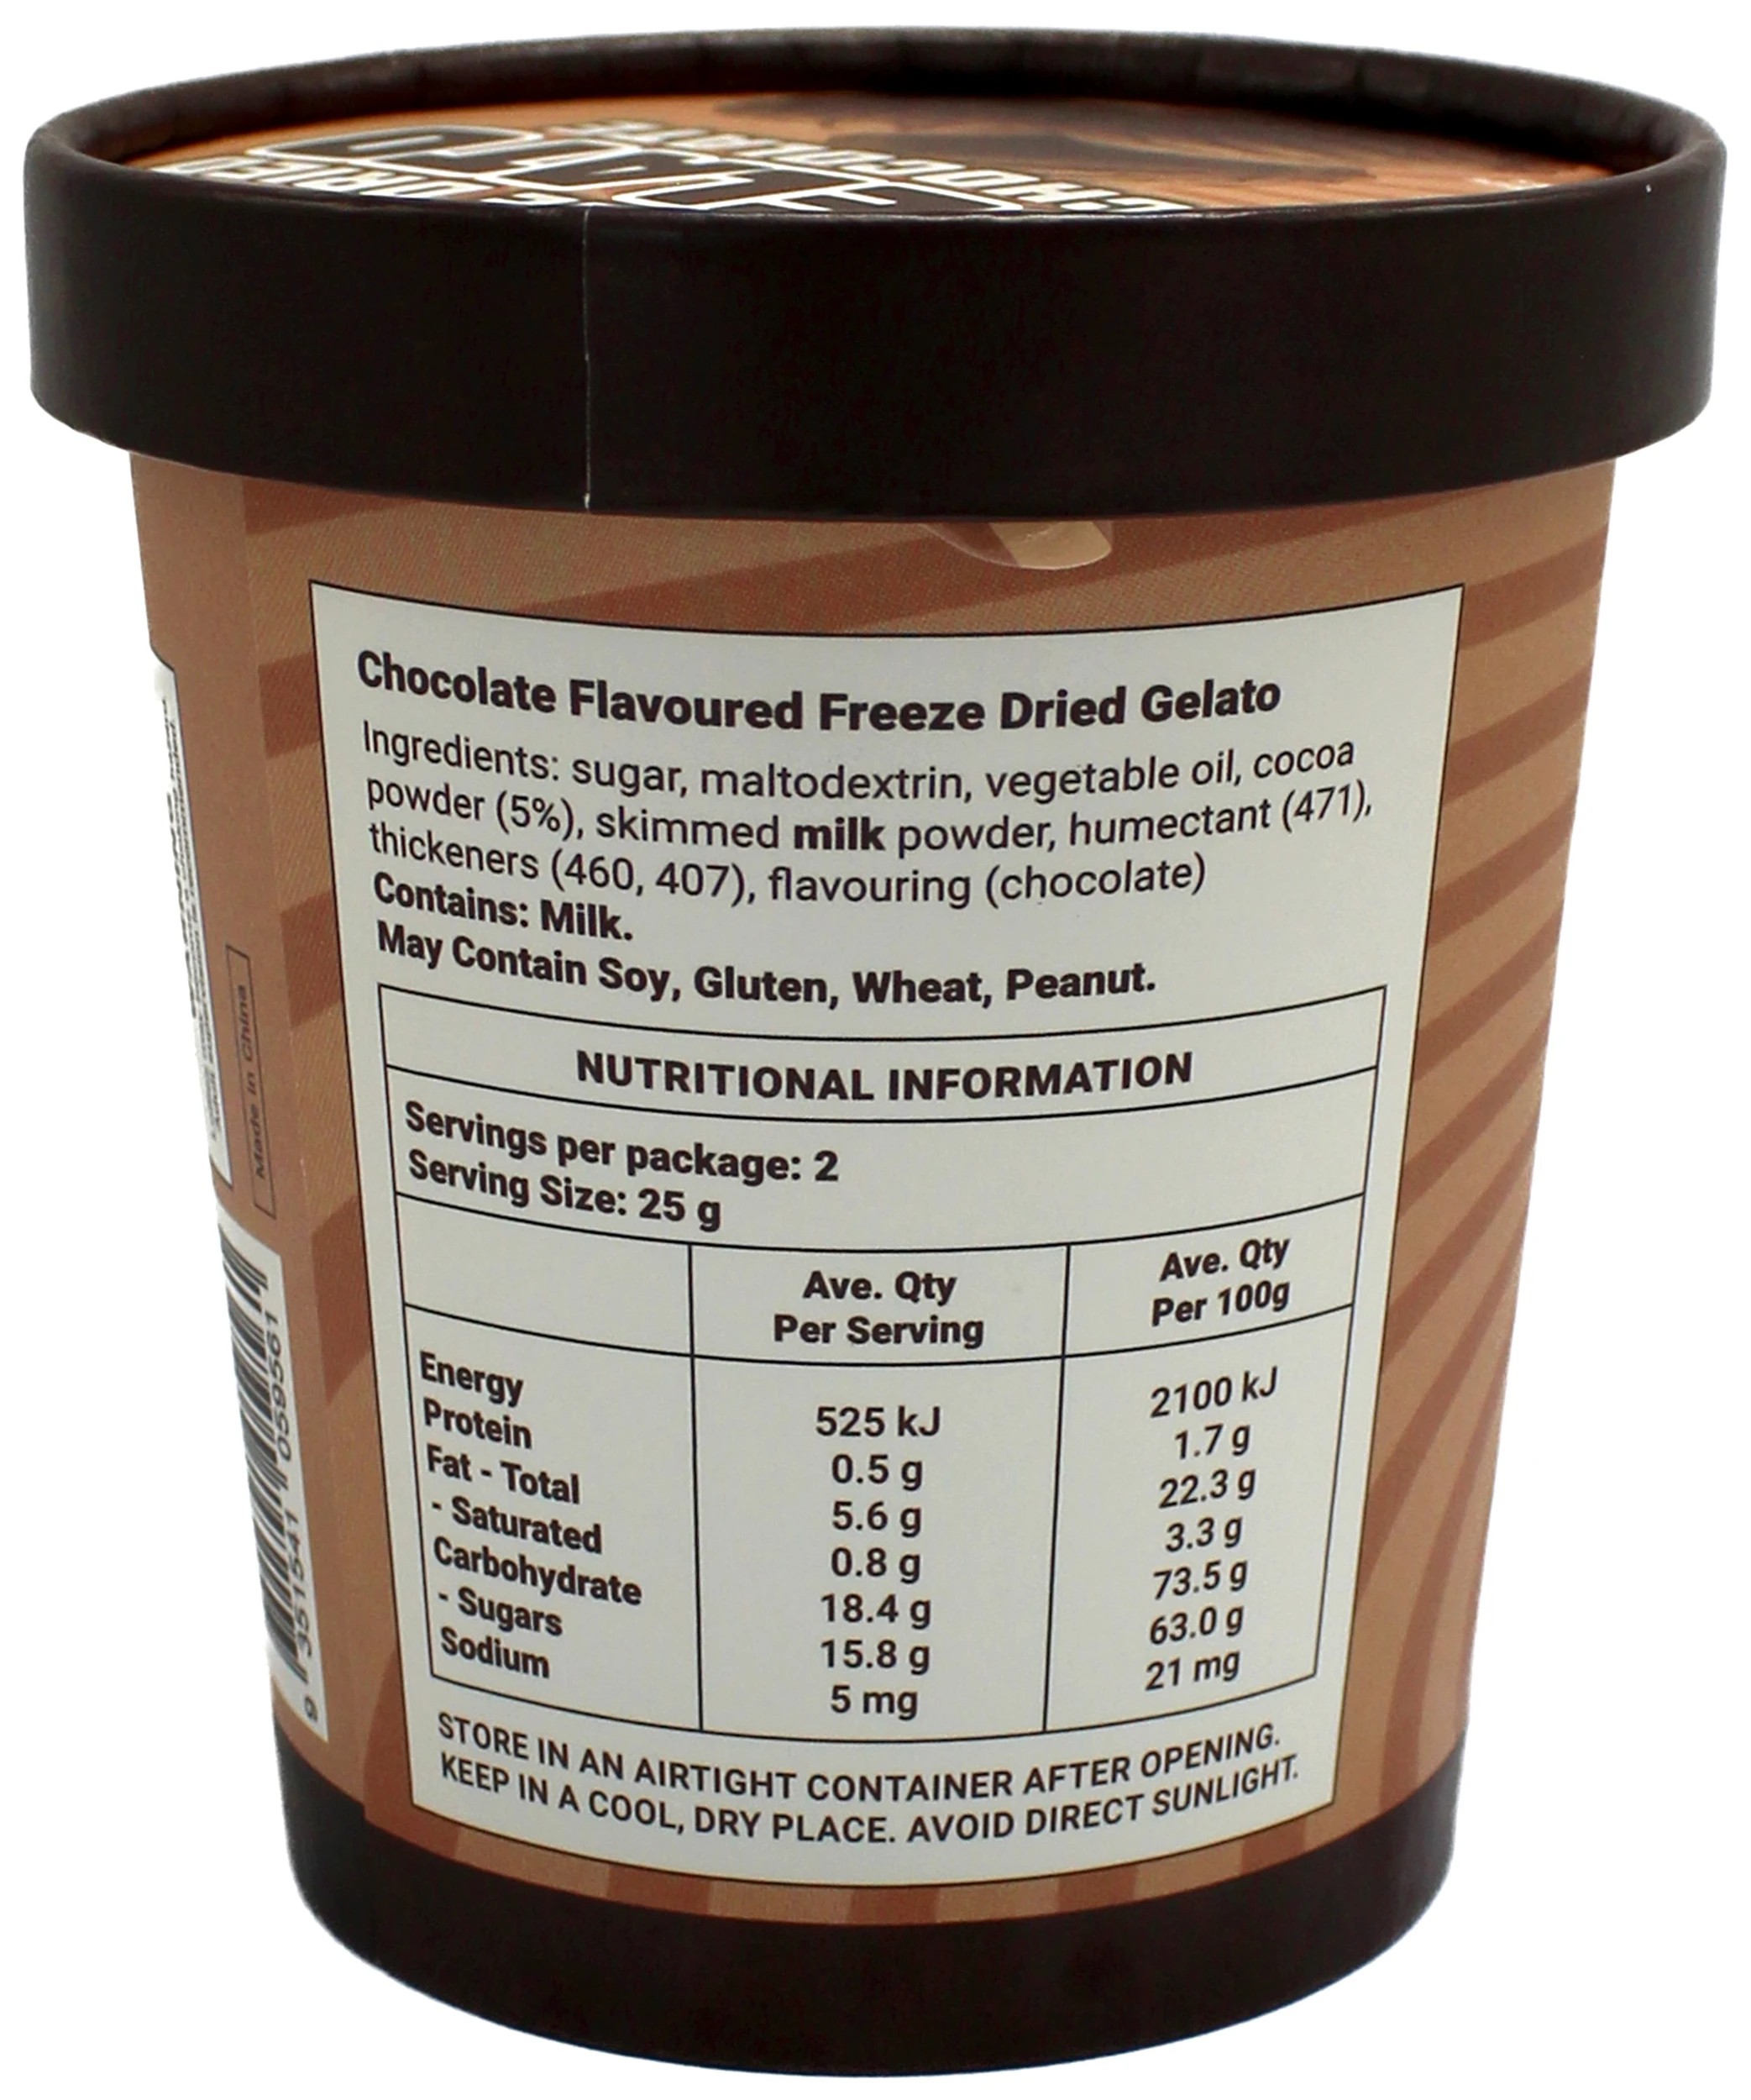 CHOCOLATE
Chocolate Flavoured Freeze Dried Gelato
Ingredients: sugar, maltodextrin, vegetable oil, cocoa
powder (5%), skimmed milk powder, humectant (471),
thickeners (460, 407), flavouring (chocolate)
Contains: Milk.
May Contain Soy, Gluten, Wheat, Peanut.
NUTRITIONAL INFORMATION
Servings per package: 2
Serving Size: 25 g
Ave. Qty Ave. Qty
Per Serving Per 100g
Energy 525 kJ 2100 kJ
Protein 0.5 g 1.7 g
Fat - Total 5.6 g 22.3 g
- Saturated 0.8 g 3.3 g
Carbohydrate 18.4 g 73.5 g
- Sugars 15.8 g 63.0 g
Sodium 5 mg 21 mg
STORE IN AN AIRTIGHT CONTAINER AFTER OPENING.
KEEP IN A COOL, DRY PLACE. AVOID DIRECT SUNLIGHT.
Made in China
9 351541 059561